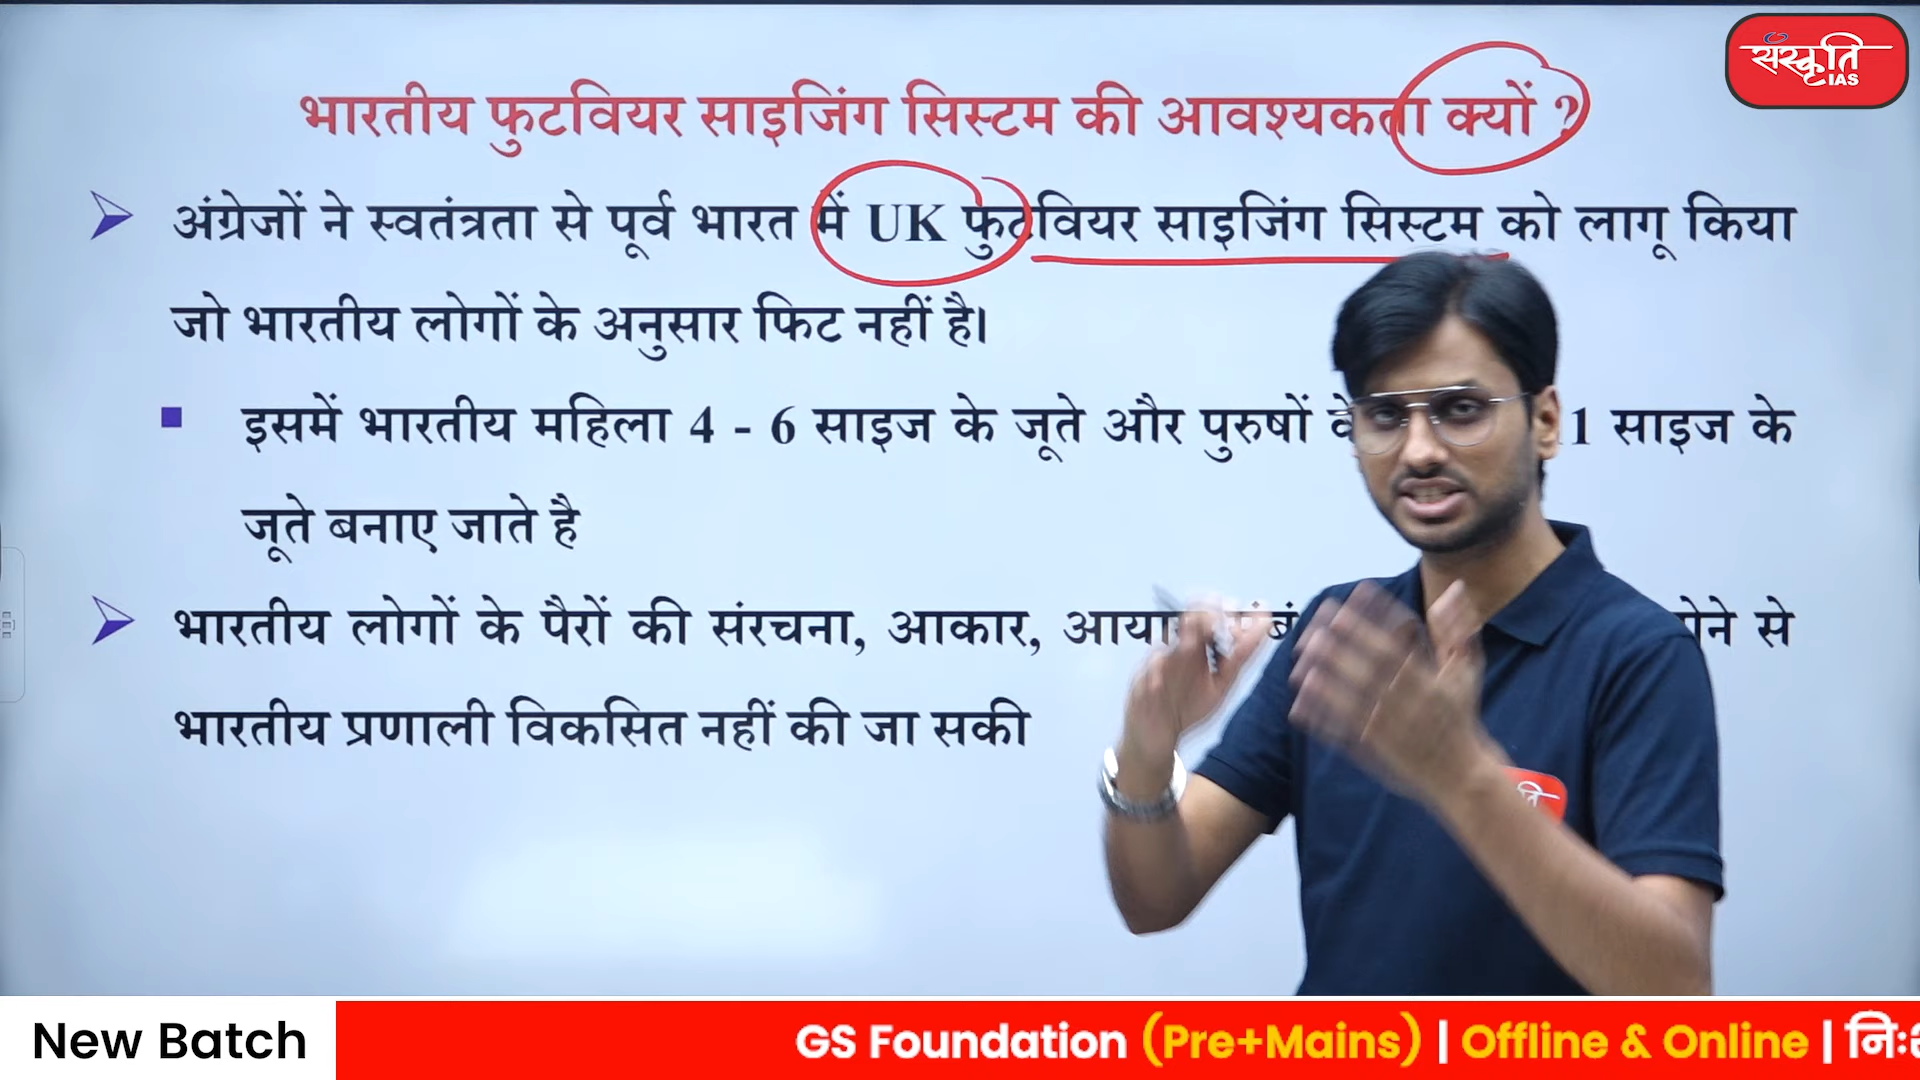 संस्कृति
IAS
भारतीय फुटवियर साइजिंग सिस्टम की आवश्यकता क्यों ?
अंग्रेजों ने स्वतंत्रता से पूर्व भारत में UK फुटवियर साइजिंग सिस्टम को लागू किया
जो भारतीय लोगों के अनुसार फिट नहीं है।
इसमें भारतीय महिला 4 - 6 साइज के जूते और पुरुषों साइज के
जूते बनाए जाते है
भारतीय लोगों के पैरों की संरचना, आकार, से
भारतीय प्रणाली विकसित नहीं की जा सकी
New Batch
GS Foundation (Pre+Mains) | Offline & Online |